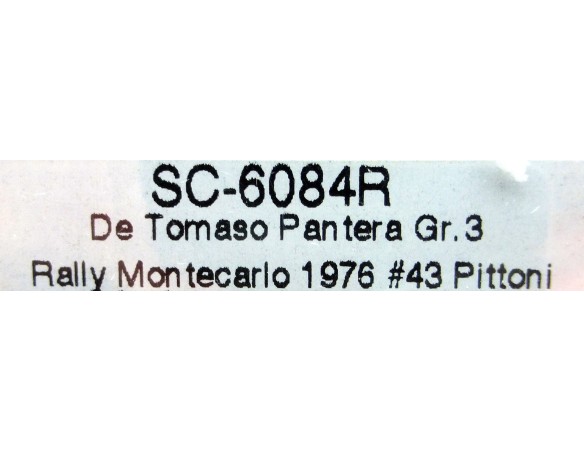 SC-6084R
De Tomaso Pantera Gr.3
Rally Montecarlo 1976 #43 Pittoni